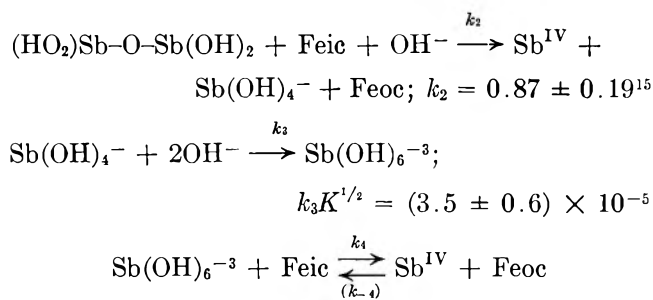 k₂
(HO₂)Sb–O–Sb(OH)₂ + Feic + OH⁻ ⟶ Sb^IV +
Sb(OH)₄⁻ + Feoc; k₂ = 0.87 ± 0.19¹⁵
k₃
Sb(OH)₄⁻ + 2OH⁻ ⟶ Sb(OH)₆⁻³;
k₃K^1/2 = (3.5 ± 0.6) × 10⁻⁵
k₄
Sb(OH)₆⁻³ + Feic ⇄ Sb^IV + Feoc
(k₋₄)